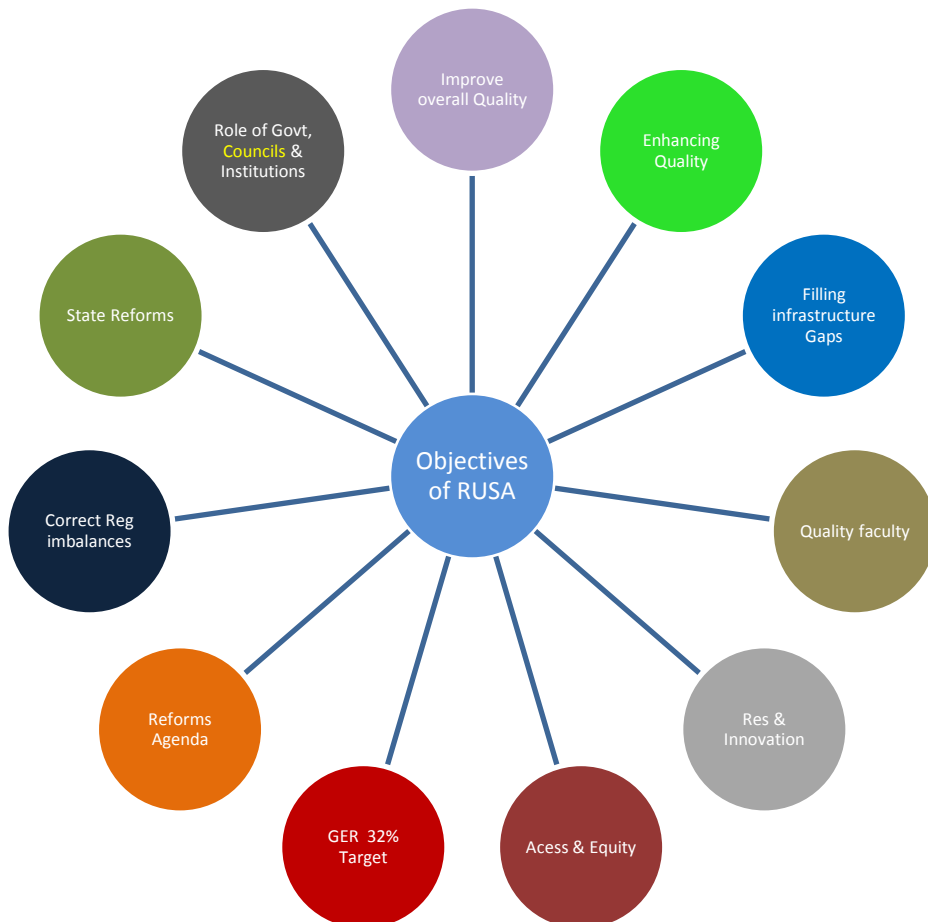 Improve
overall Quality
Enhancing
Quality
Filling
infrastructure
Gaps
Quality faculty
Res &
Innovation
Acess & Equity
GER  32%
Target
Reforms
Agenda
Correct Reg
imbalances
State Reforms
Role of Govt,
Councils &
Institutions
Objectives
of RUSA